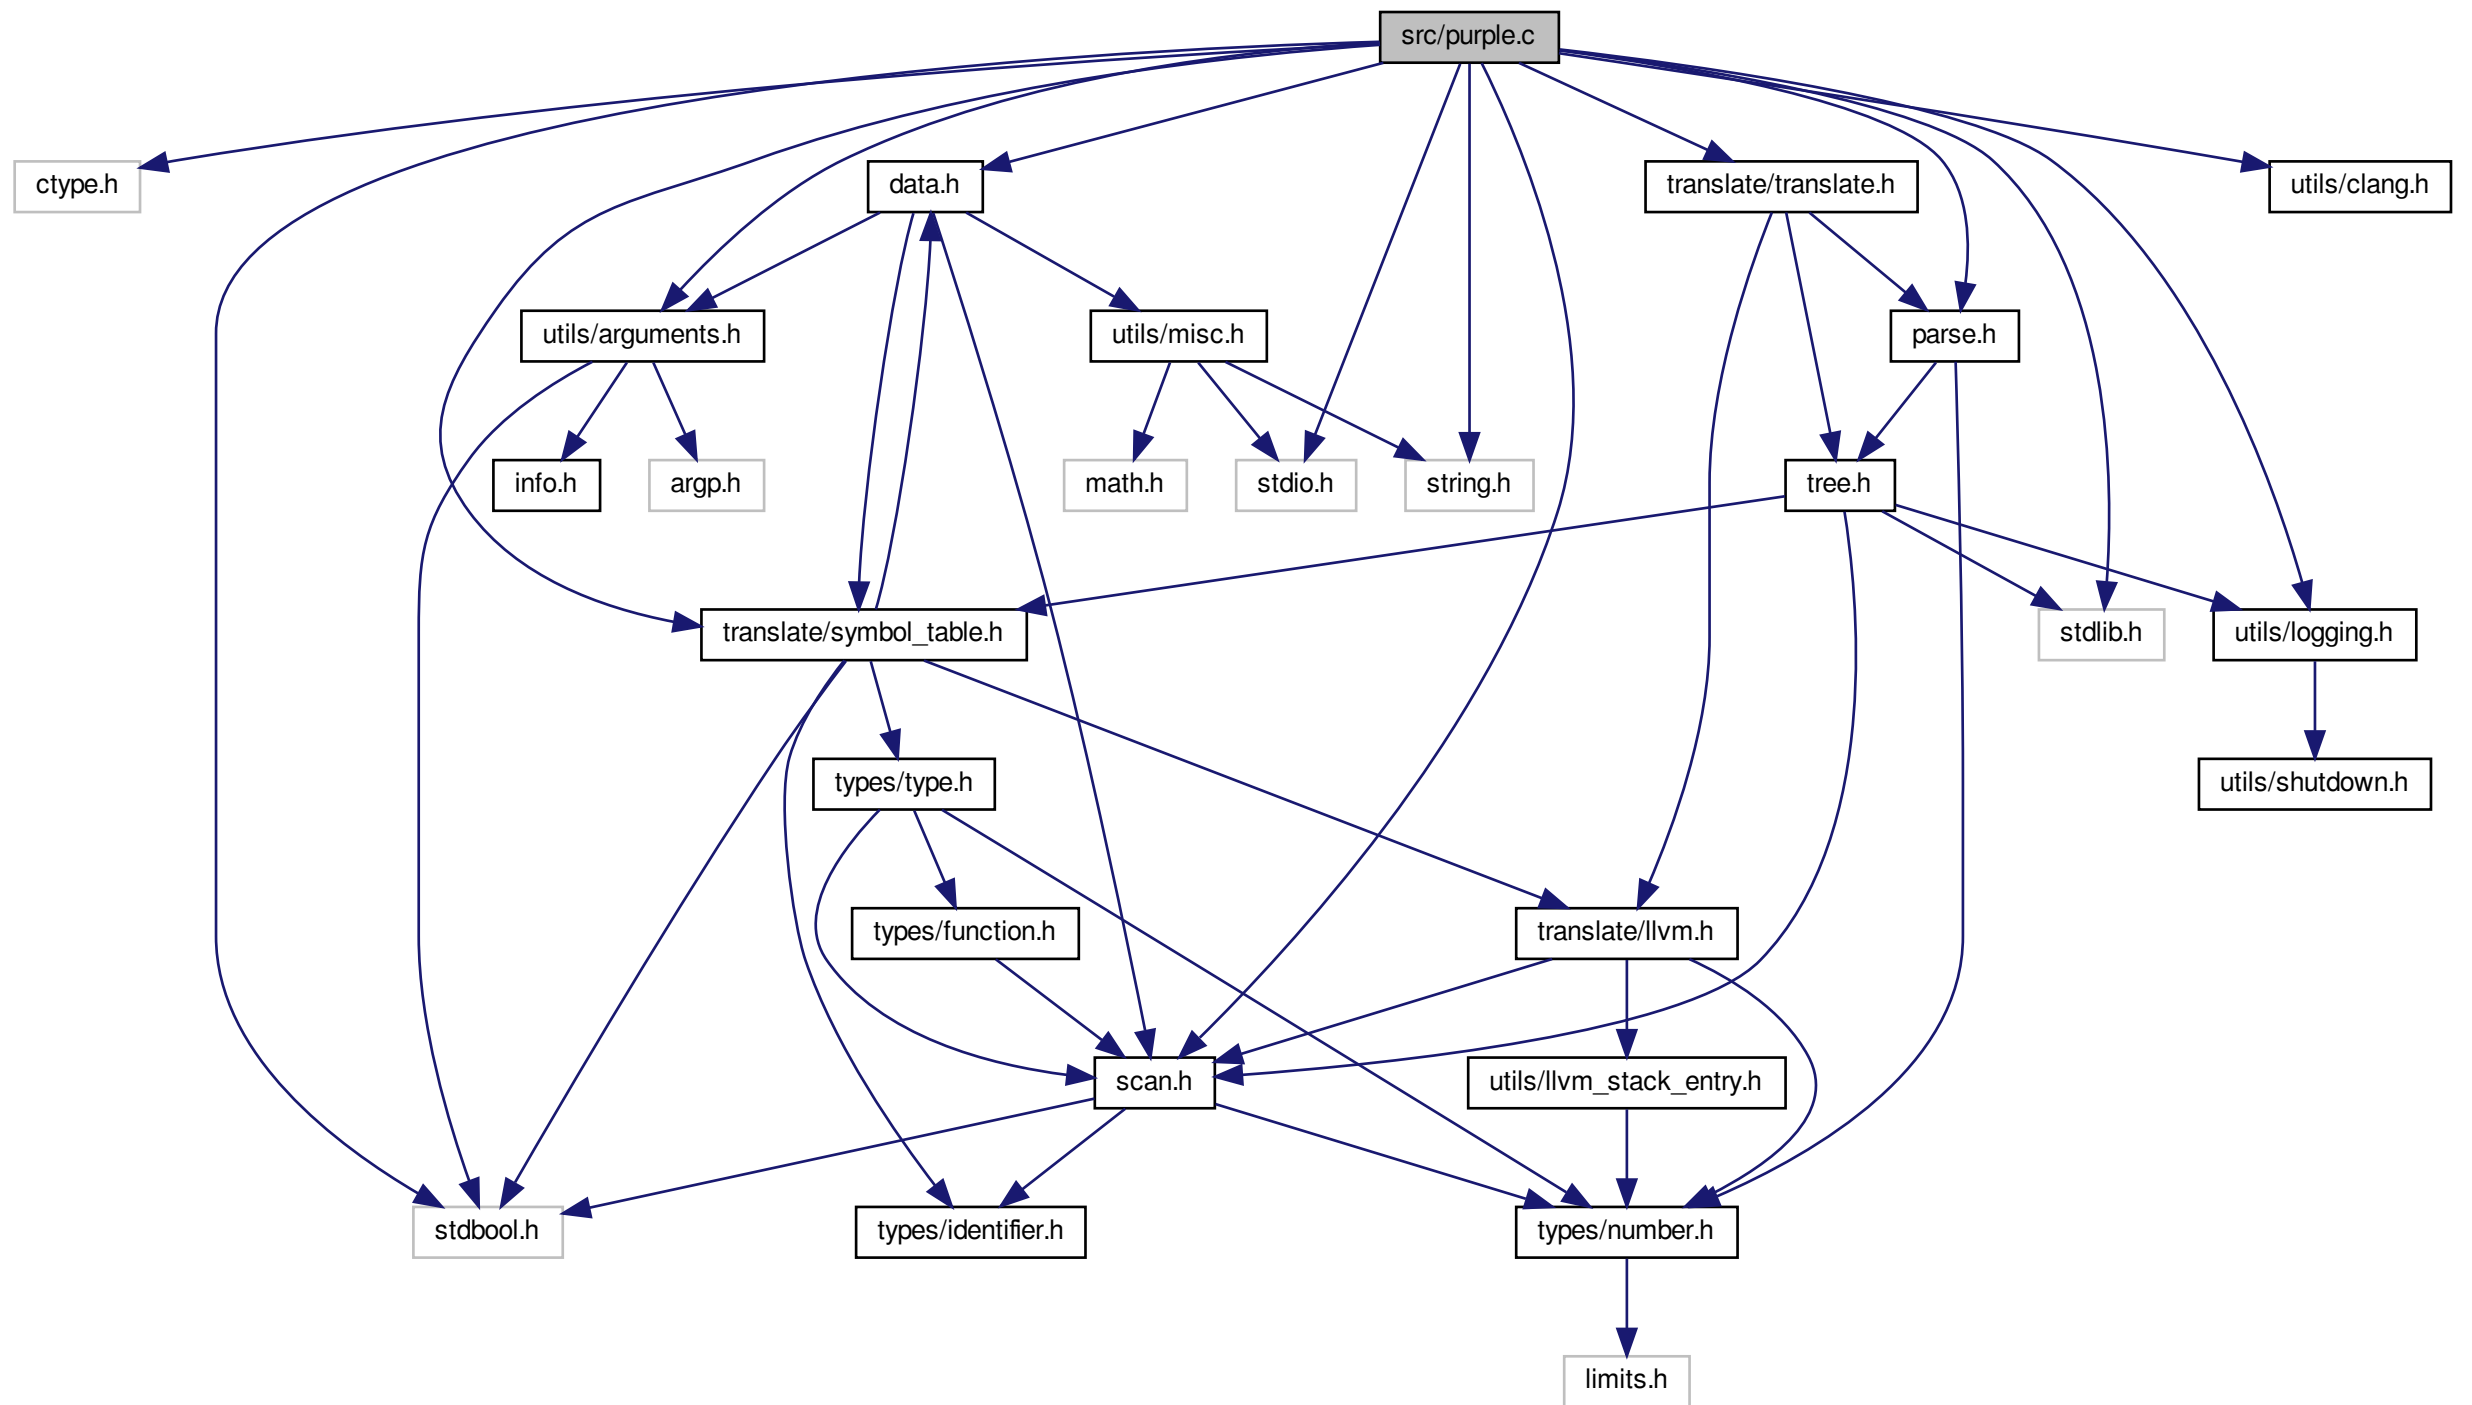 src/purple.c
ctype.h
data.h
translate/translate.h
utils/clang.h
utils/arguments.h
utils/misc.h
parse.h
info.h
argp.h
math.h
stdio.h
string.h
tree.h
translate/symbol_table.h
stdlib.h
utils/logging.h
types/type.h
utils/shutdown.h
types/function.h
translate/llvm.h
scan.h
utils/llvm_stack_entry.h
stdbool.h
types/identifier.h
types/number.h
limits.h